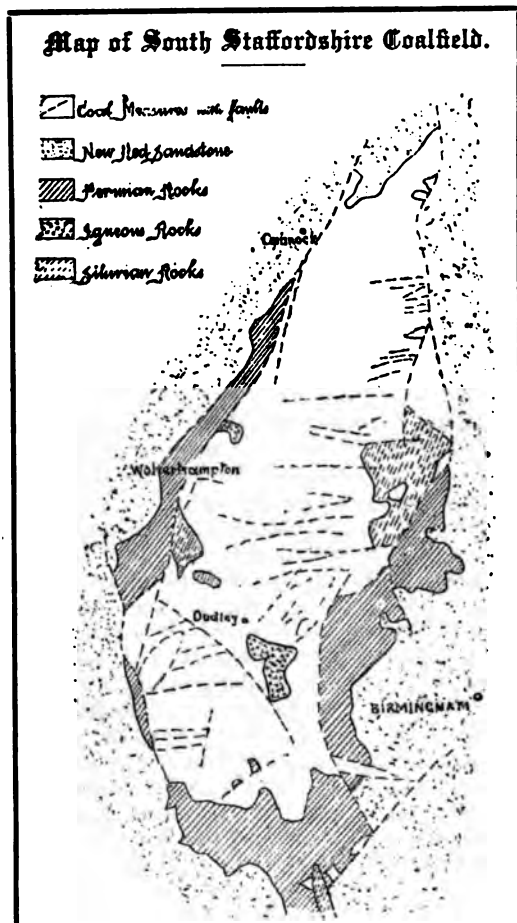 Map of South Staffordshire Coalfield.
Coal Measures with faults
New Red Sandstone
Permian Rocks
Igneous Rocks
Silurian Rocks
Cannock
Wolverhampton
Dudley
BIRMINGHAM